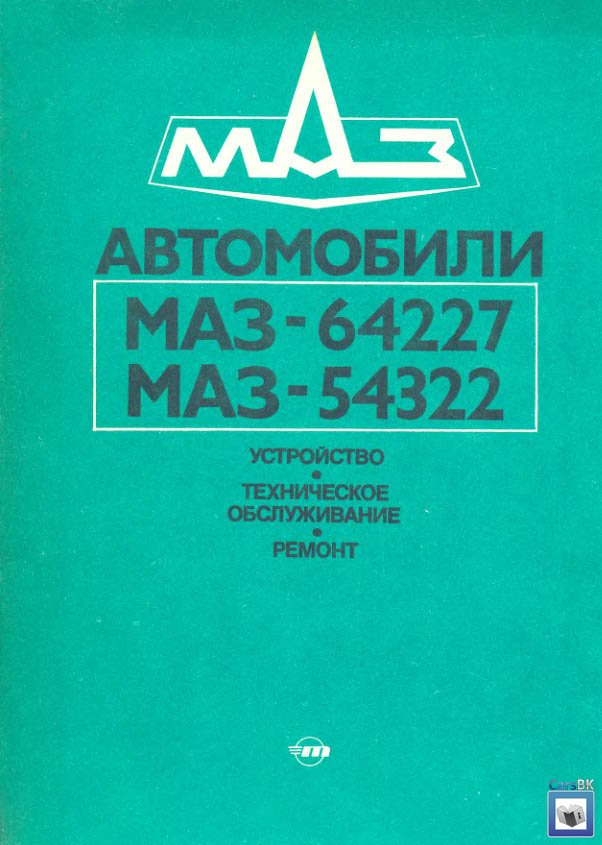 МАЗ
АВТОМОБИЛИ
МАЗ-64227
МАЗ-54322
УСТРОЙСТВО
•
ТЕХНИЧЕСКОЕ
ОБСЛУЖИВАНИЕ
•
РЕМОНТ
m
CarsBK